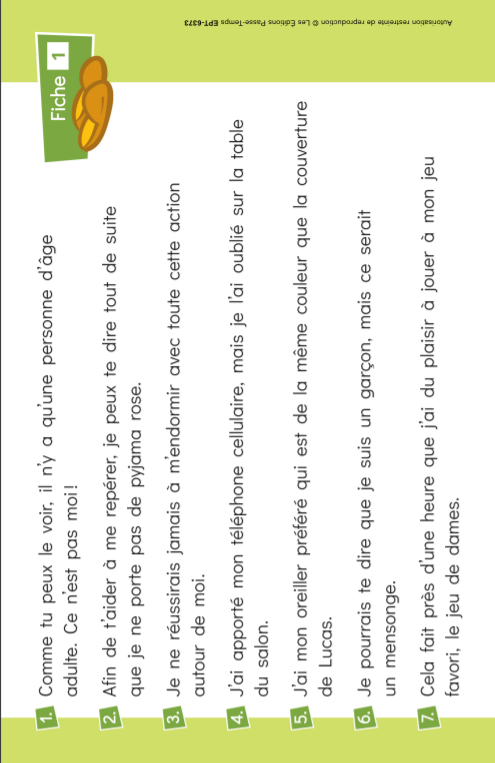 Fiche 1
1. Comme tu peux le voir, il n'y a qu'une personne d'âge
adulte. Ce n'est pas moi!
2. Afin de t'aider à me repérer, je peux te dire tout de suite
que je ne porte pas de pyjama rose.
3. Je ne réussirais jamais à m'endormir avec toute cette action
autour de moi.
4. J'ai apporté mon téléphone cellulaire, mais je l'ai oublié sur la table
du salon.
5. J'ai mon oreiller préféré qui est de la même couleur que la couverture
de Lucas.
6. Je pourrais te dire que je suis un garçon, mais ce serait
un mensonge.
7. Cela fait près d'une heure que j'ai du plaisir à jouer à mon jeu
favori, le jeu de dames.
Autorisation restreinte de reproduction © Les Éditions Passe-Temps EPT-6373